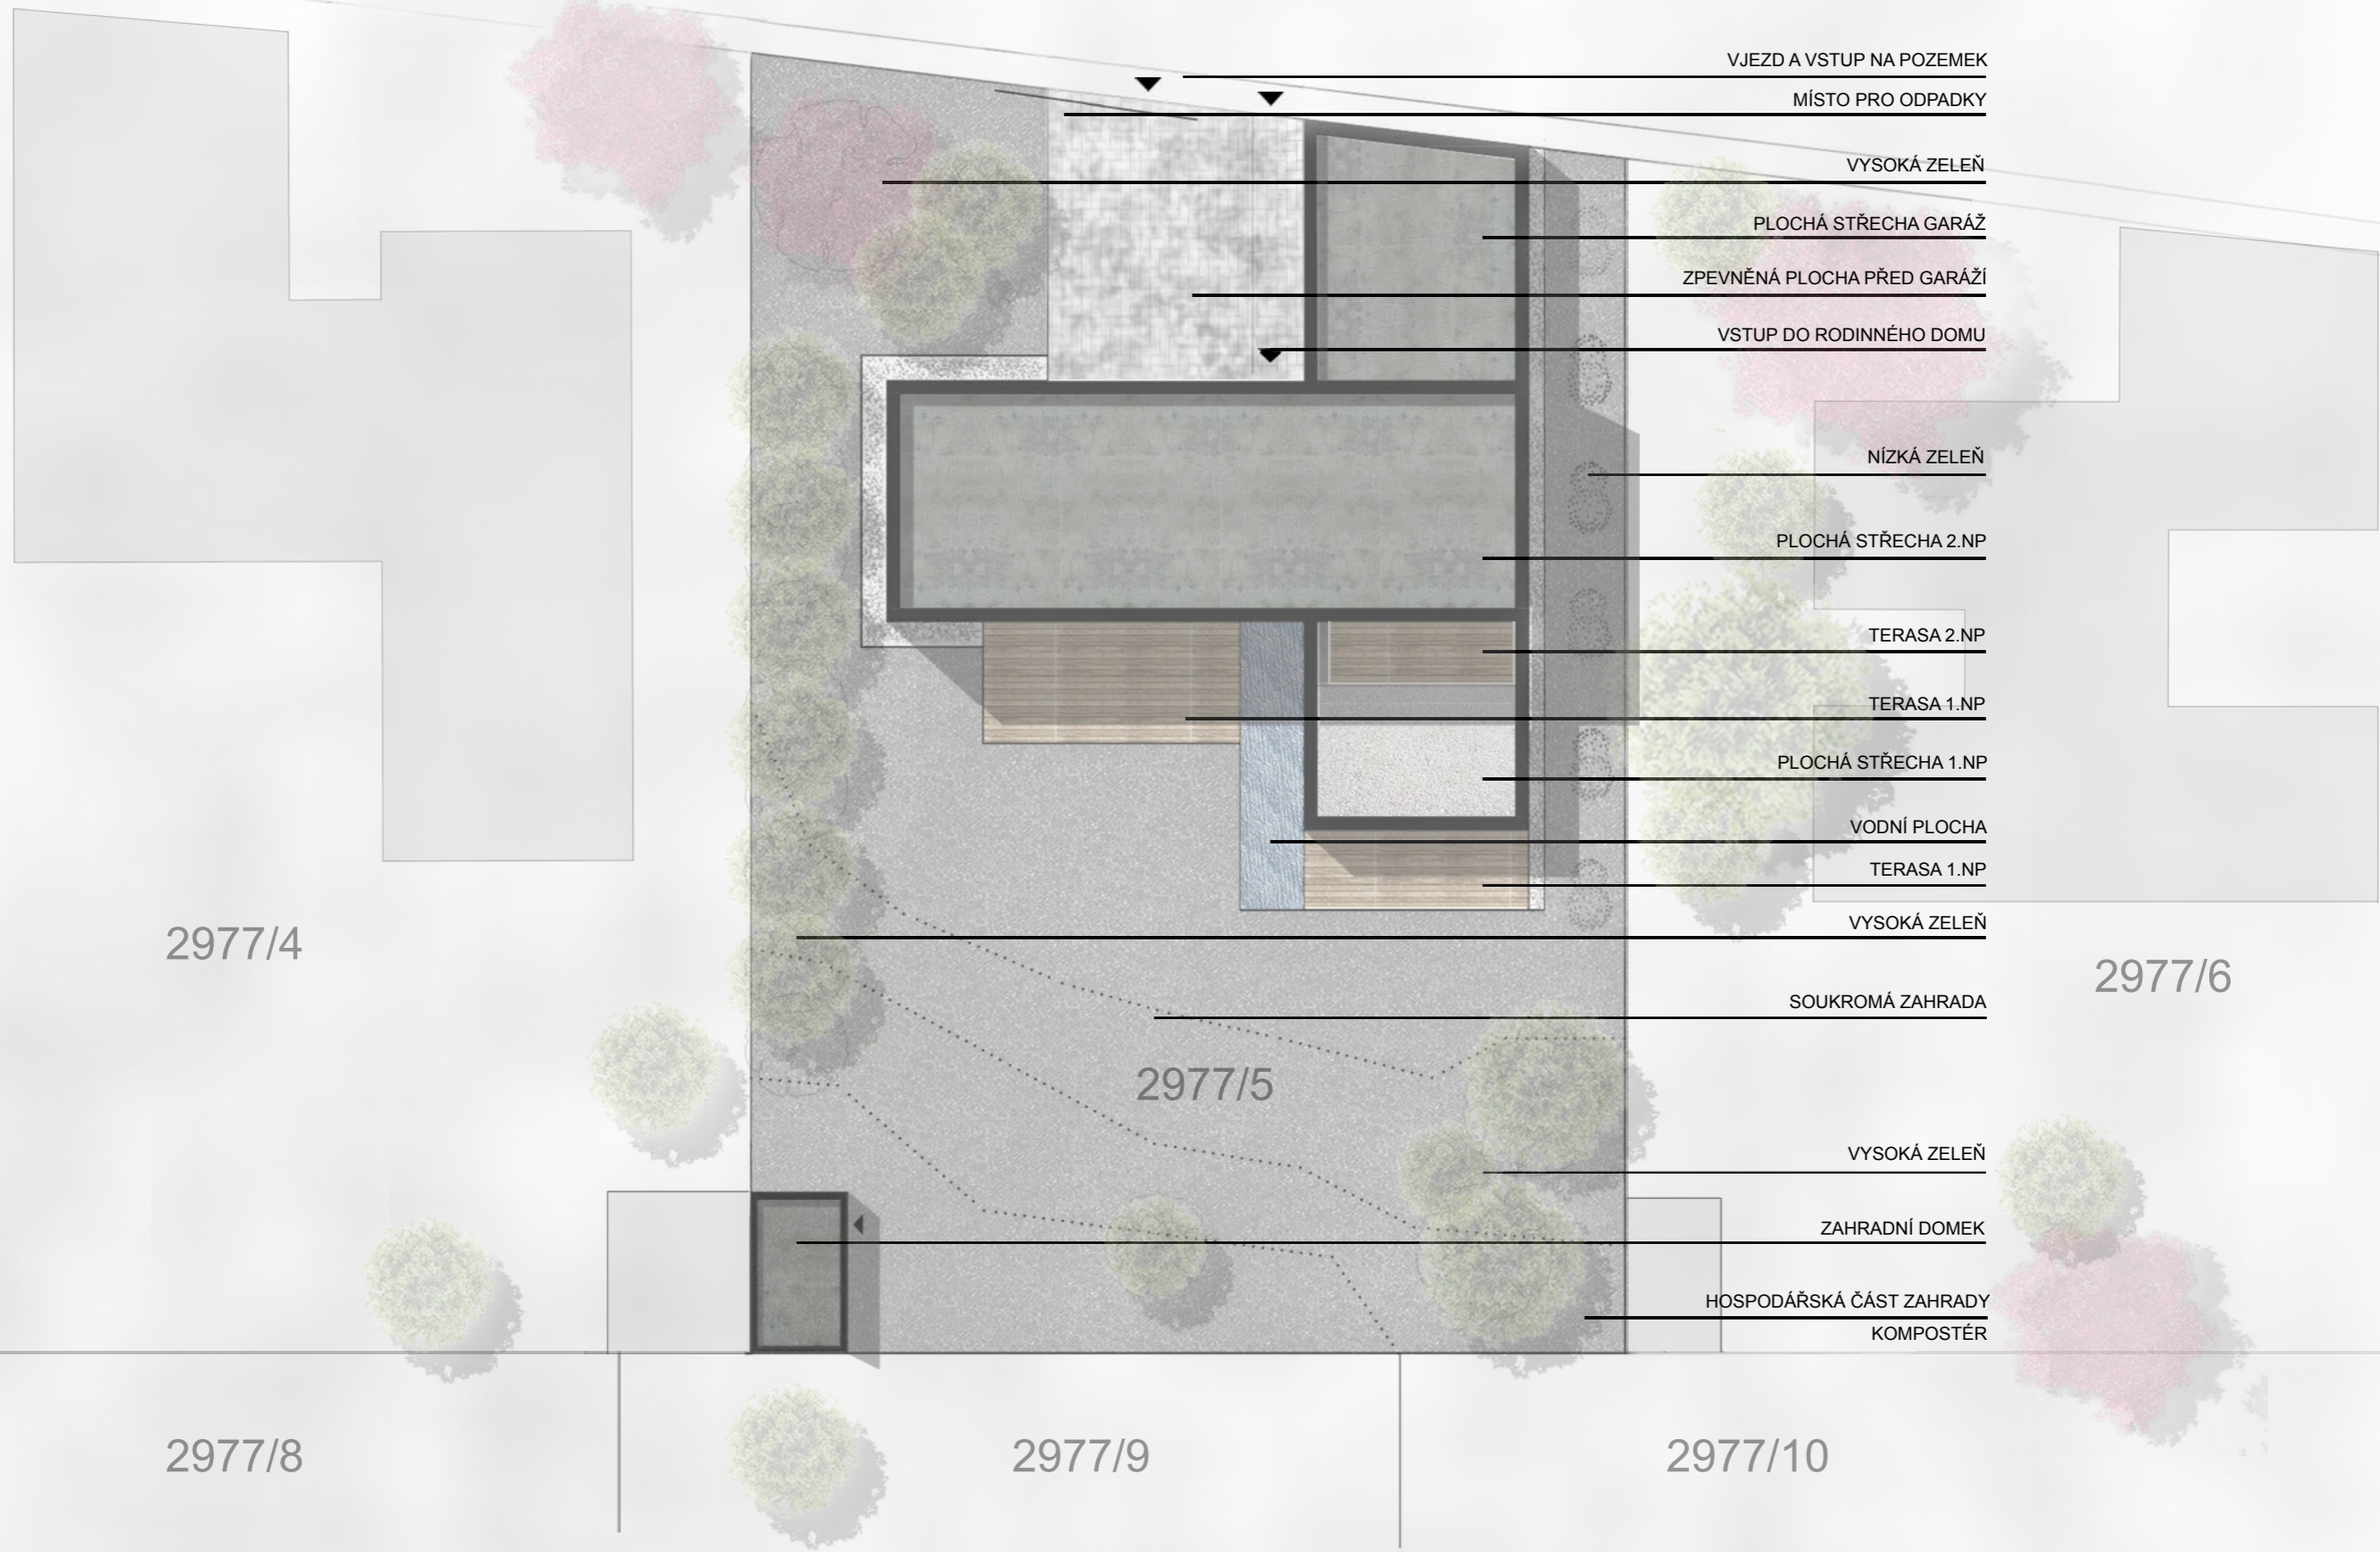 VJEZD A VSTUP NA POZEMEK
MÍSTO PRO ODPADKY
VYSOKÁ ZELEŇ
PLOCHÁ STŘECHA GARÁŽ
ZPEVNĚNÁ PLOCHA PŘED GARÁŽÍ
VSTUP DO RODINNÉHO DOMU
NÍZKÁ ZELEŇ
PLOCHÁ STŘECHA 2.NP
TERASA 2.NP
TERASA 1.NP
PLOCHÁ STŘECHA 1.NP
VODNÍ PLOCHA
TERASA 1.NP
VYSOKÁ ZELEŇ
2977/4
2977/6
SOUKROMÁ ZAHRADA
2977/5
VYSOKÁ ZELEŇ
ZAHRADNÍ DOMEK
HOSPODÁŘSKÁ ČÁST ZAHRADY
KOMPOSTÉR
2977/8
2977/9
2977/10